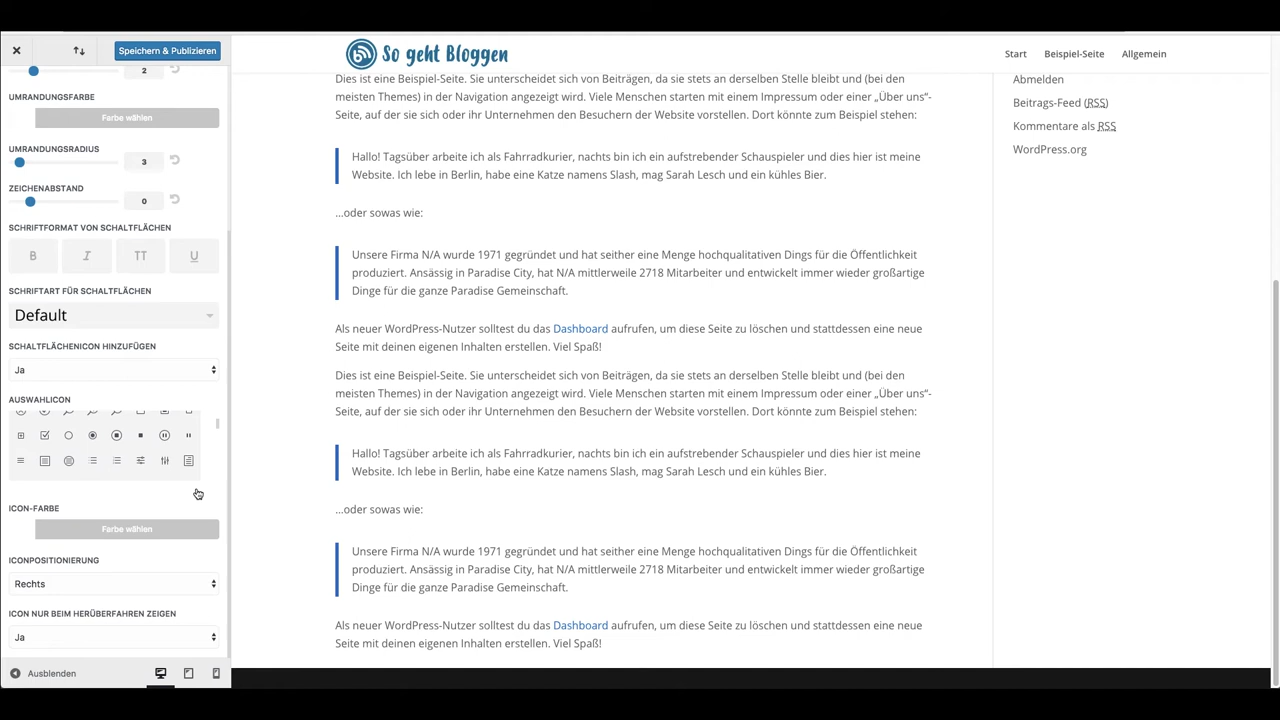 Speichern & Publizieren
2
UMRANDUNGSFARBE
Farbe wählen
UMRANDUNGSRADIUS
3
ZEICHENABSTAND
0
SCHRIFTFORMAT VON SCHALTFLÄCHEN
B I TT U
SCHRIFTART FÜR SCHALTFLÄCHEN
Default
SCHALTFLÄCHENICON HINZUFÜGEN
Ja
AUSWAHLICON
ICON-FARBE
Farbe wählen
ICONPOSITIONIERUNG
Rechts
ICON NUR BEIM HERÜBERFAHREN ZEIGEN
Ja
Ausblenden
So geht Bloggen
Start Beispiel-Seite Allgemein
Dies ist eine Beispiel-Seite. Sie unterscheidet sich von Beiträgen, da sie stets an derselben Stelle bleibt und (bei den
meisten Themes) in der Navigation angezeigt wird. Viele Menschen starten mit einem Impressum oder einer „Über uns“-
Seite, auf der sie sich oder ihr Unternehmen den Besuchern der Website vorstellen. Dort könnte zum Beispiel stehen:
Hallo! Tagsüber arbeite ich als Fahrradkurier, nachts bin ich ein aufstrebender Schauspieler und dies hier ist meine
Website. Ich lebe in Berlin, habe eine Katze namens Slash, mag Sarah Lesch und ein kühles Bier.
…oder sowas wie:
Unsere Firma N/A wurde 1971 gegründet und hat seither eine Menge hochqualitativen Dings für die Öffentlichkeit
produziert. Ansässig in Paradise City, hat N/A mittlerweile 2718 Mitarbeiter und entwickelt immer wieder großartige
Dinge für die ganze Paradise Gemeinschaft.
Als neuer WordPress-Nutzer solltest du das Dashboard aufrufen, um diese Seite zu löschen und stattdessen eine neue
Seite mit deinen eigenen Inhalten erstellen. Viel Spaß!
Dies ist eine Beispiel-Seite. Sie unterscheidet sich von Beiträgen, da sie stets an derselben Stelle bleibt und (bei den
meisten Themes) in der Navigation angezeigt wird. Viele Menschen starten mit einem Impressum oder einer „Über uns“-
Seite, auf der sie sich oder ihr Unternehmen den Besuchern der Website vorstellen. Dort könnte zum Beispiel stehen:
Hallo! Tagsüber arbeite ich als Fahrradkurier, nachts bin ich ein aufstrebender Schauspieler und dies hier ist meine
Website. Ich lebe in Berlin, habe eine Katze namens Slash, mag Sarah Lesch und ein kühles Bier.
…oder sowas wie:
Unsere Firma N/A wurde 1971 gegründet und hat seither eine Menge hochqualitativen Dings für die Öffentlichkeit
produziert. Ansässig in Paradise City, hat N/A mittlerweile 2718 Mitarbeiter und entwickelt immer wieder großartige
Dinge für die ganze Paradise Gemeinschaft.
Als neuer WordPress-Nutzer solltest du das Dashboard aufrufen, um diese Seite zu löschen und stattdessen eine neue
Seite mit deinen eigenen Inhalten erstellen. Viel Spaß!
Abmelden
Beitrags-Feed (RSS)
Kommentare als RSS
WordPress.org